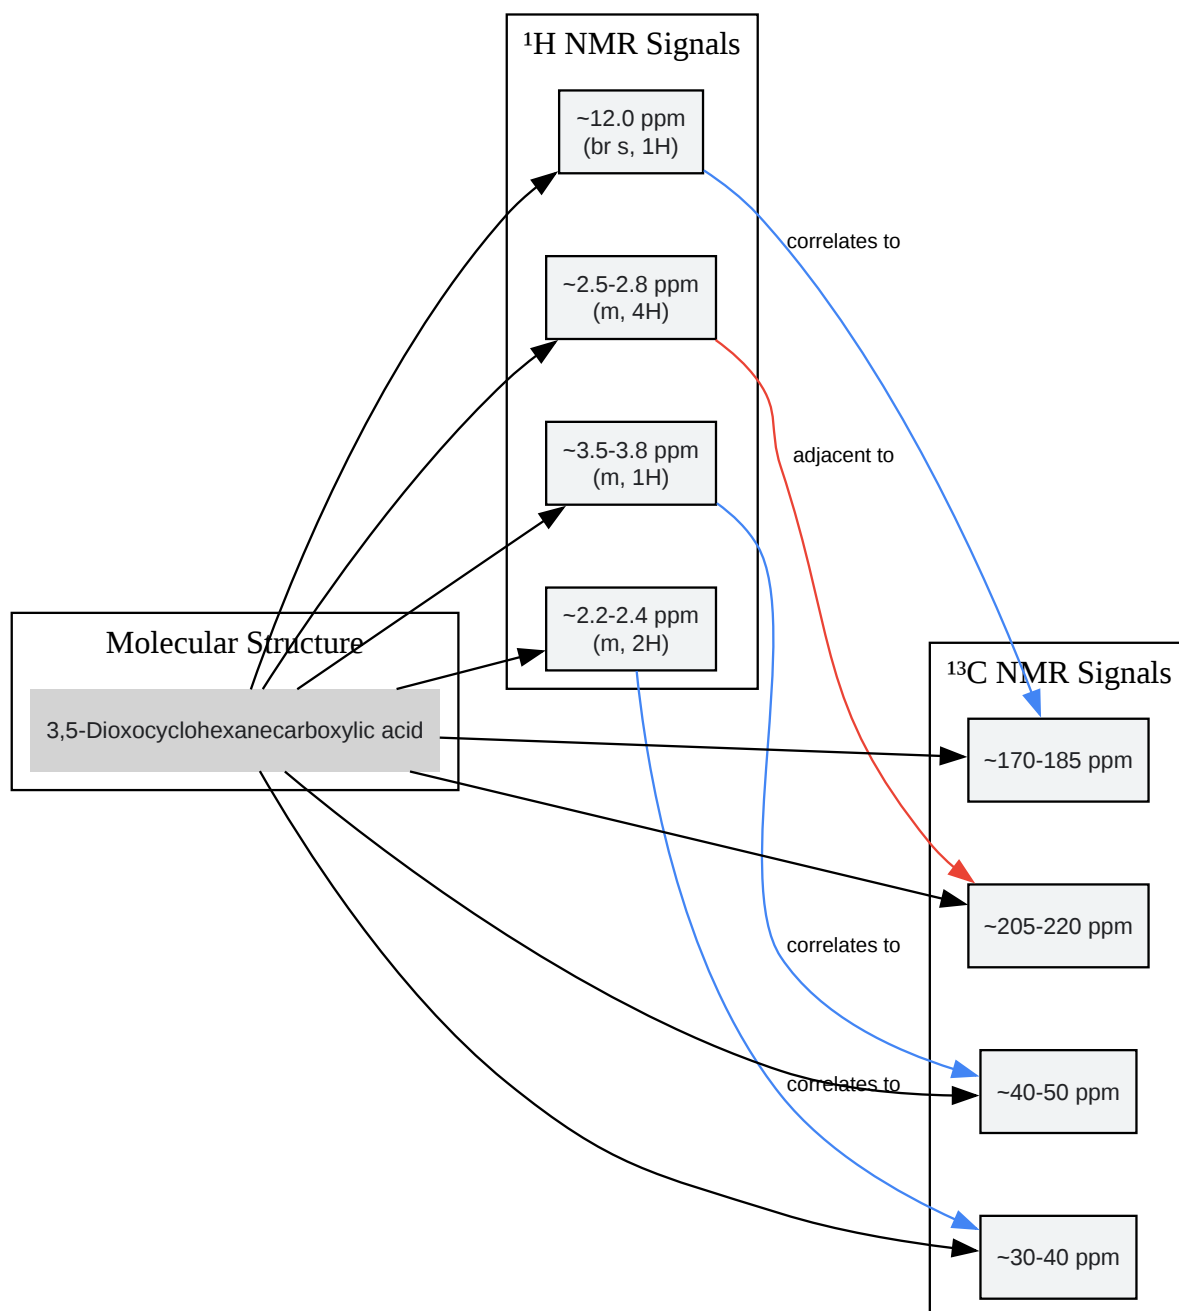 ¹H NMR Signals
~12.0 ppm
(br s, 1H)
correlates to
~2.5-2.8 ppm
(m, 4H)
~3.5-3.8 ppm
(m, 1H)
adjacent to
~2.2-2.4 ppm
(m, 2H)
Molecular Structure
3,5-Dioxocyclohexanecarboxylic acid
¹³C NMR Signals
~170-185 ppm
~205-220 ppm
correlates to
~40-50 ppm
correlates to
~30-40 ppm